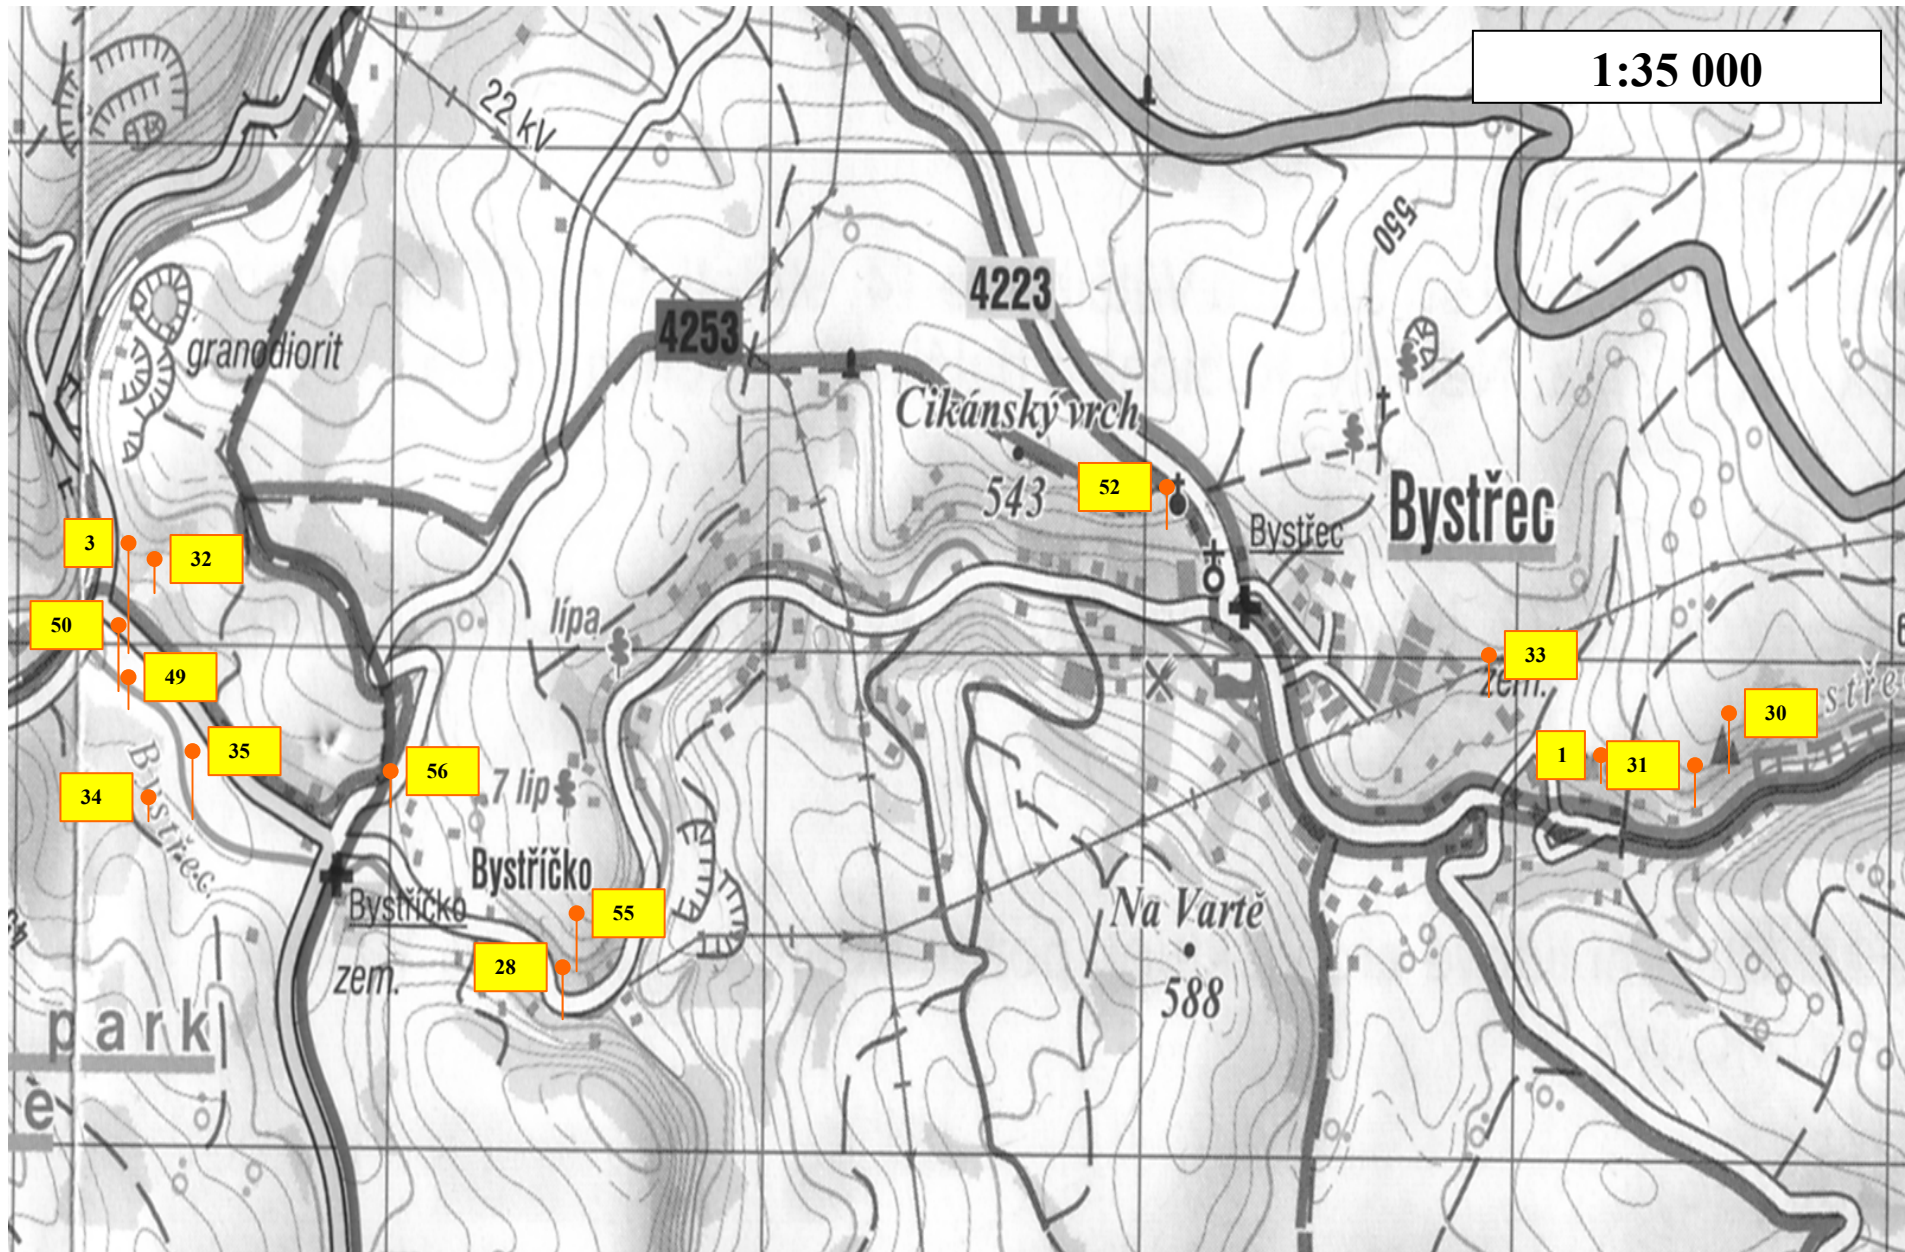 1:35 000
22 kV
550
4223
4253
granodiorit
Cikánský vrch
543
52
Bystřec
Bystřec
3
32
lípa
50
49
33
zem.
30
35
1
31
56
34
7 lip
Bystřec
Bystříčko
Bystříčko
55
Na Vartě
28
zem.
588
park
ě